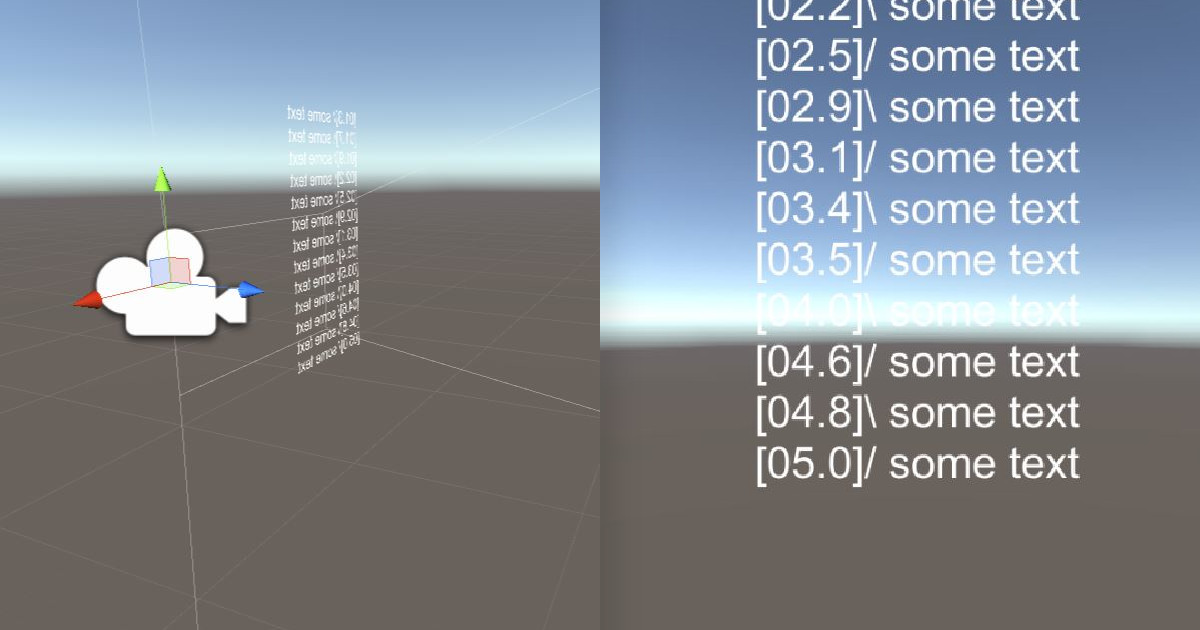 [01.3]/ some text
[01.7]\ some text
[01.9]/ some text
[02.2]\ some text
[02.5]/ some text
[02.9]\ some text
[03.1]/ some text
[03.4]\ some text
[03.5]/ some text
[04.0]\ some text
[04.6]/ some text
[04.8]\ some text
[05.0]/ some text
[02.2]\ some text
[02.5]/ some text
[02.9]\ some text
[03.1]/ some text
[03.4]\ some text
[03.5]/ some text
[04.0]\ some text
[04.6]/ some text
[04.8]\ some text
[05.0]/ some text